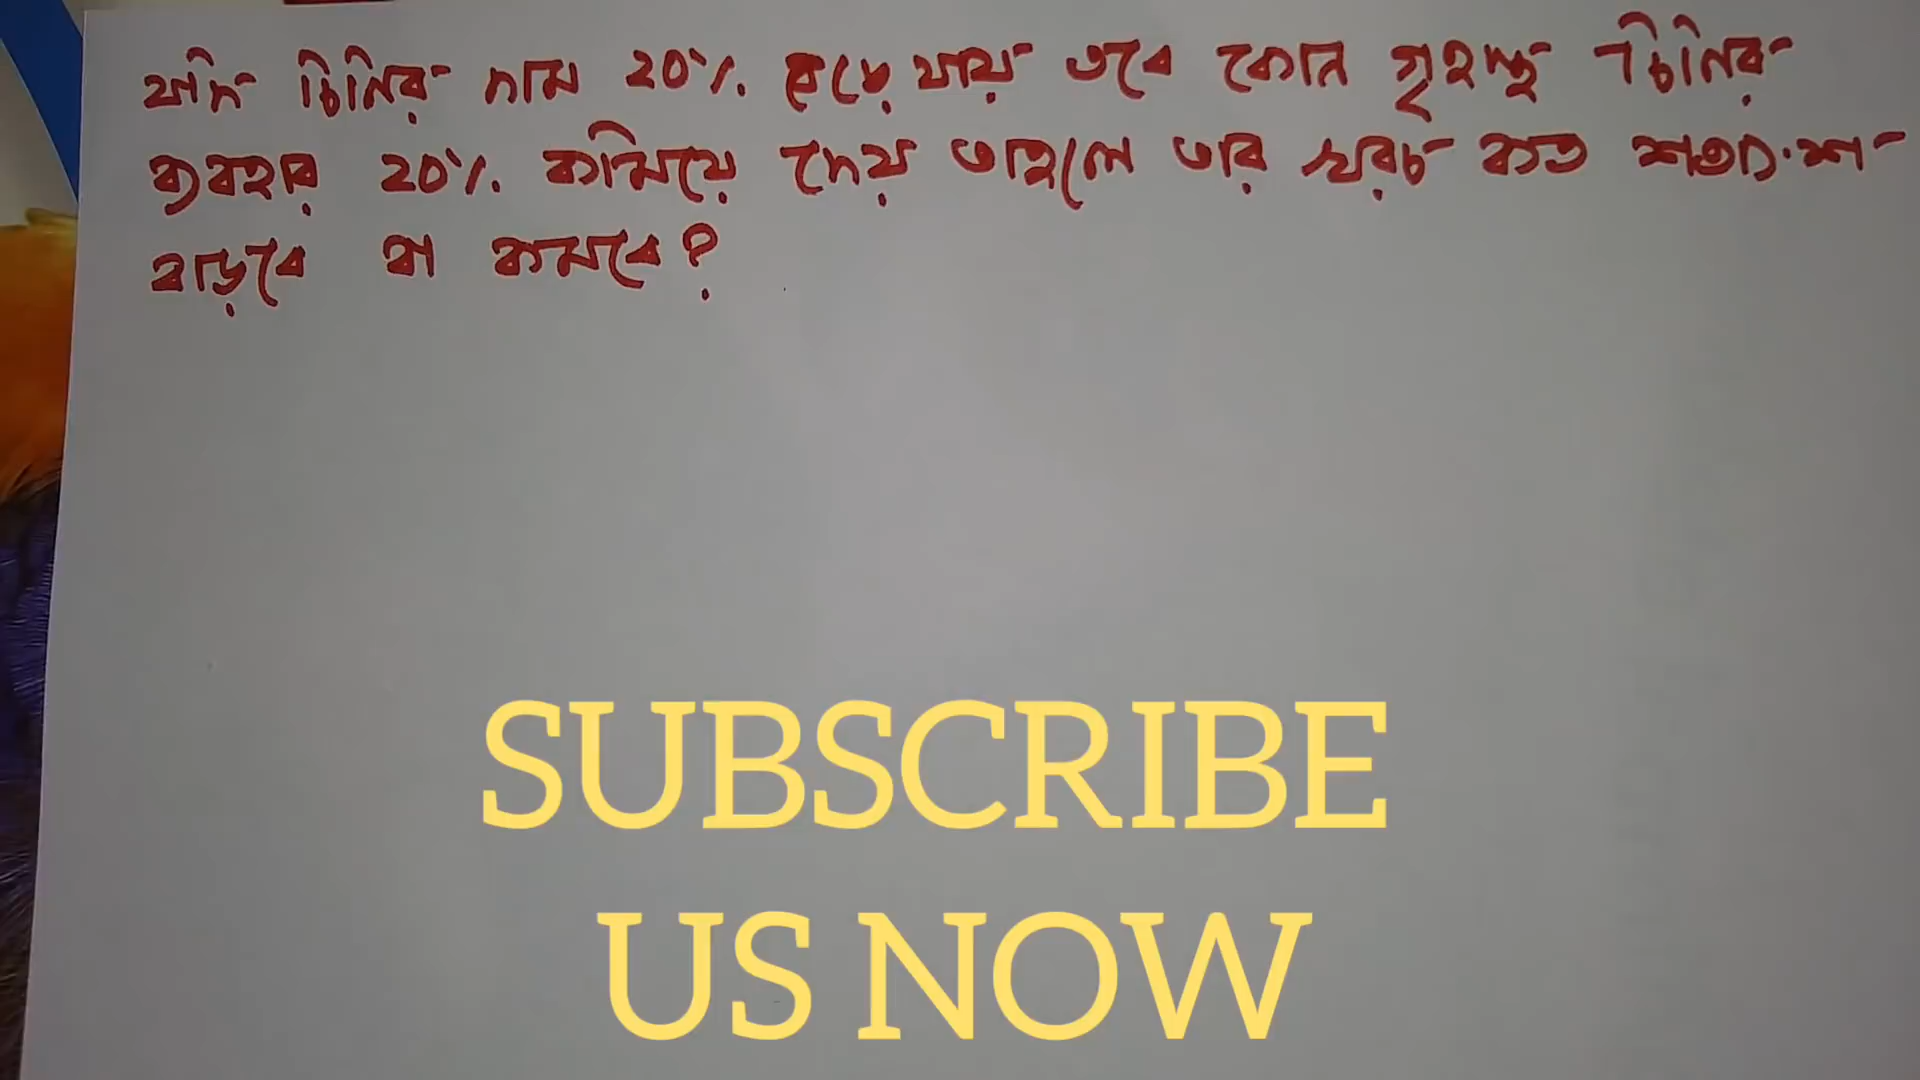 যদি চিনির দাম 20% বেড়ে যায় তবে কোন গৃহস্থ চিনির
ব্যবহার 20% কমিয়ে দেয় তাহলে তার খরচ কত শতাংশ
বাড়বে বা কমবে?
SUBSCRIBE
US NOW